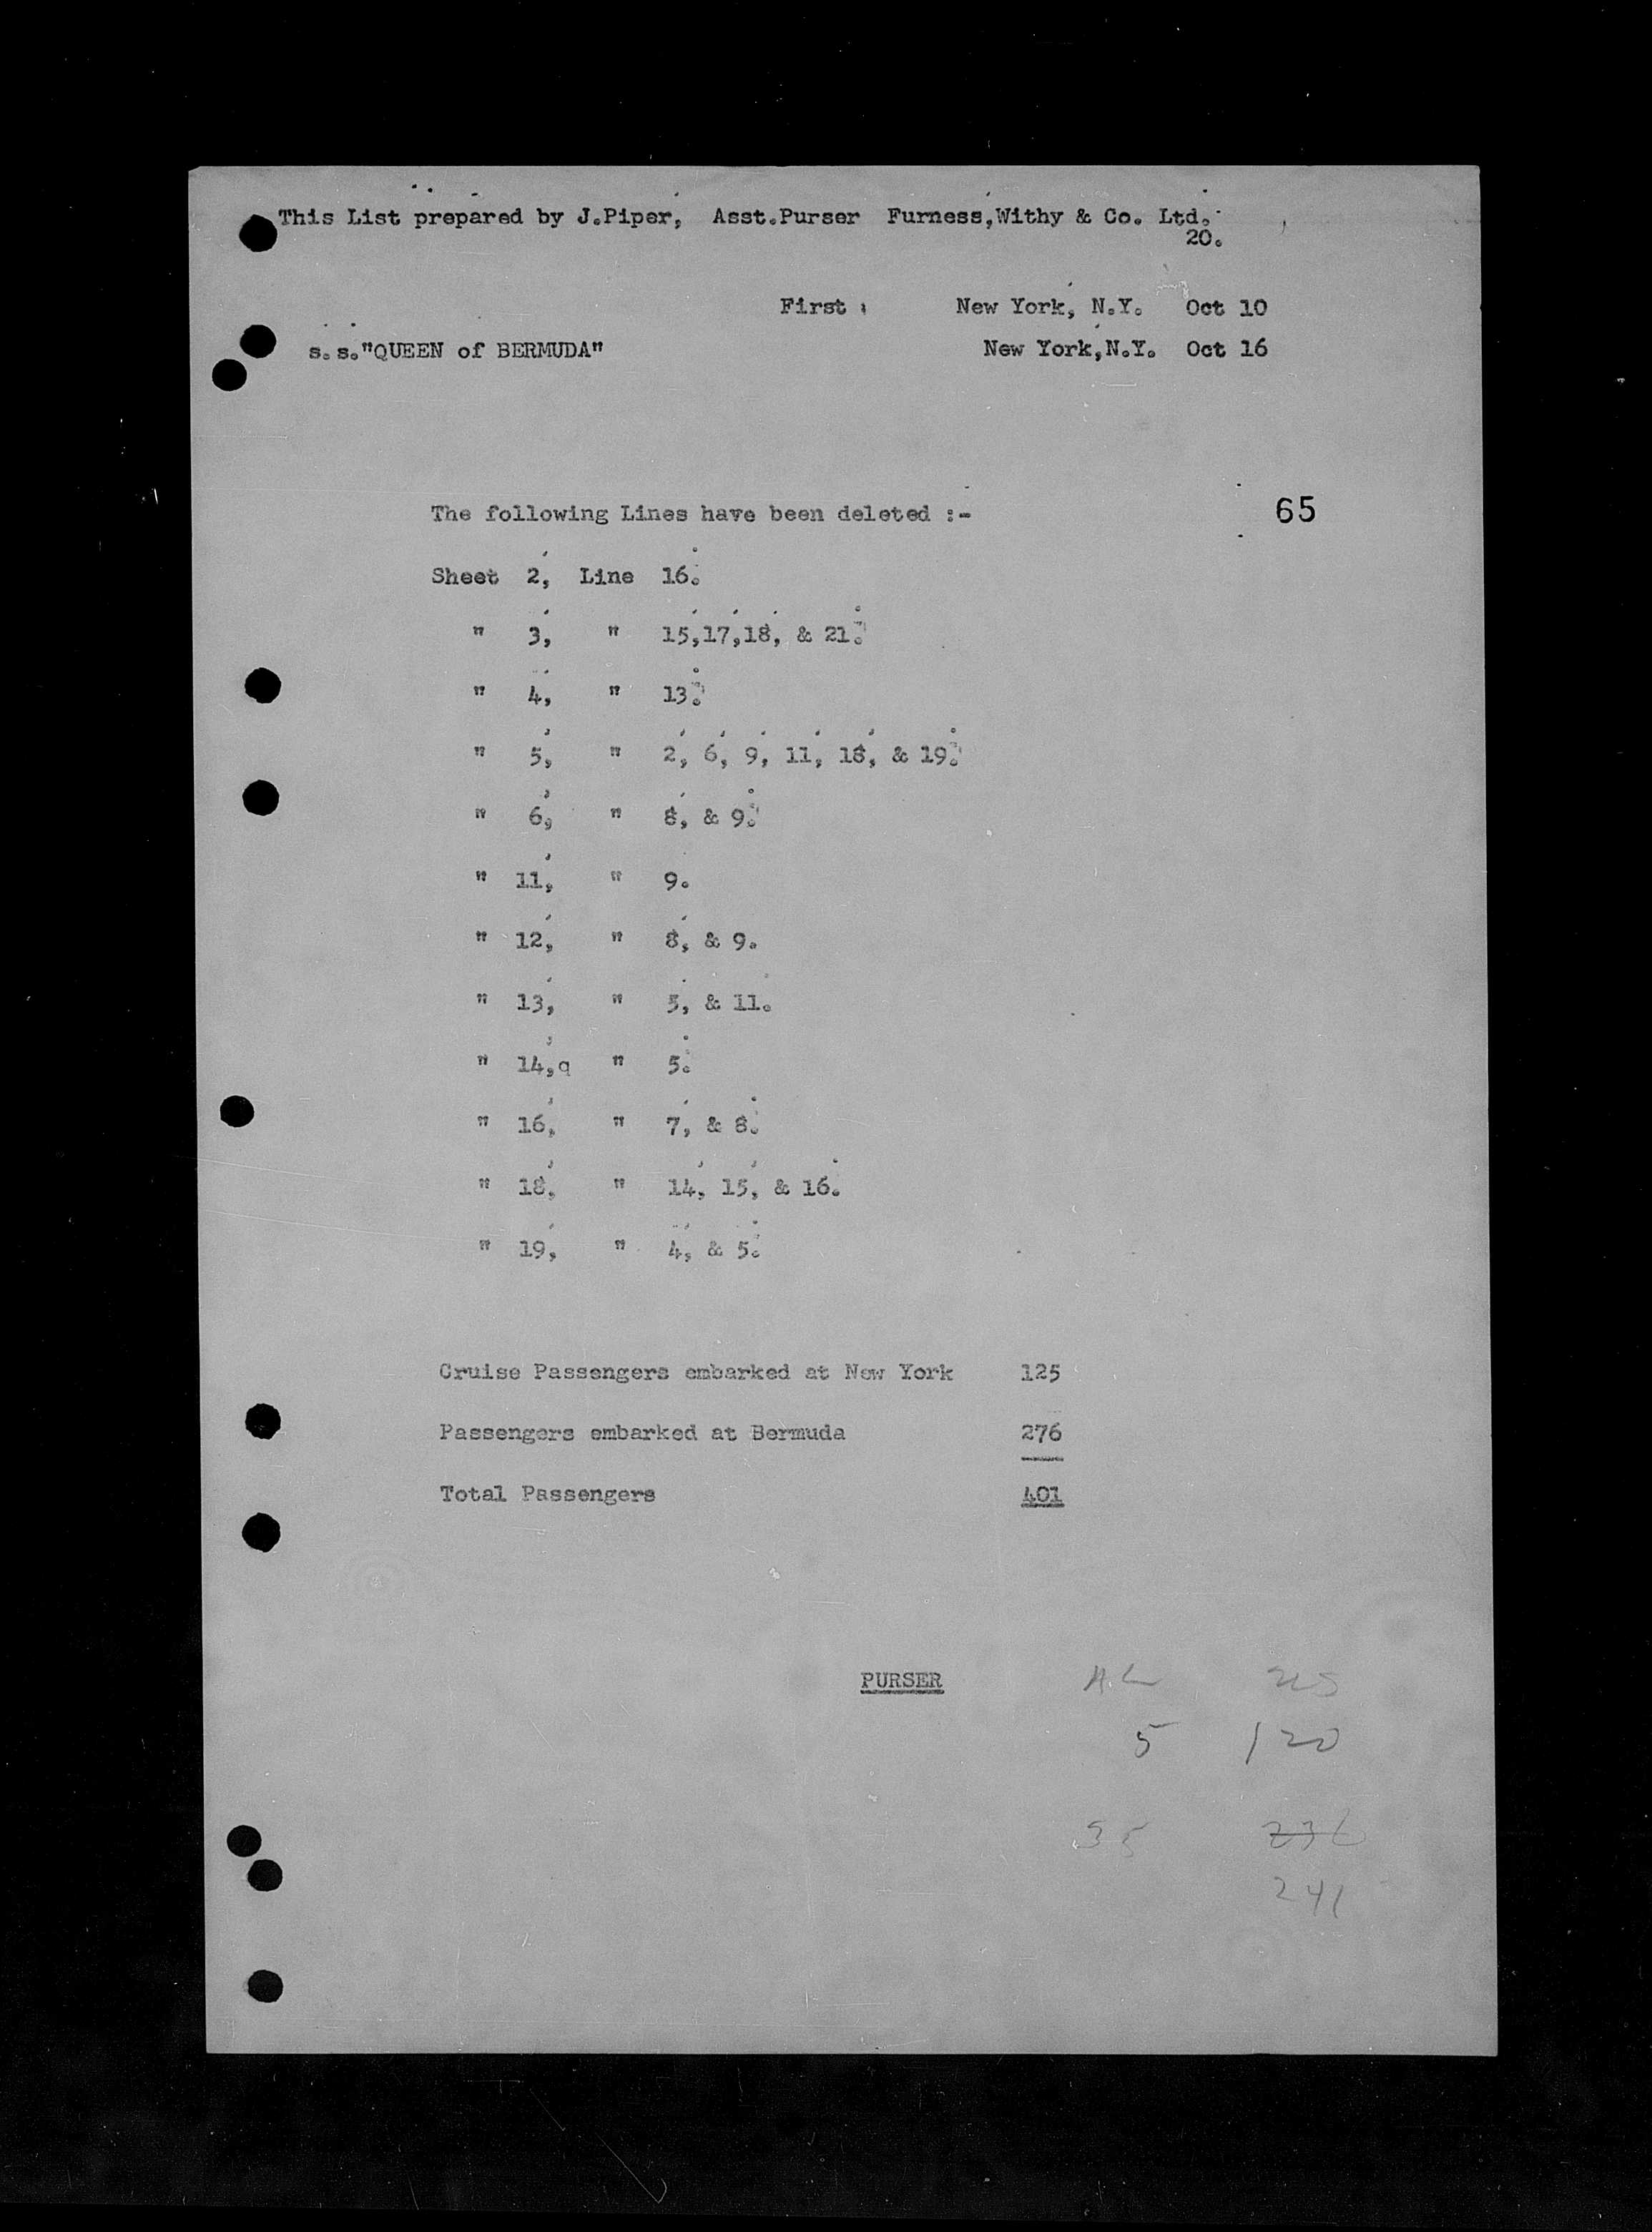 This List prepared by J.Piper, Asst.Purser Furness,Withy & Co. Ltd.
20.
First New York, N.Y. Oct 10
s.s."QUEEN of BERMUDA" New York,N.Y. Oct 16
The following Lines have been deleted :- 65
Sheet 2, Line 16.
" 3, " 15,17,18, & 21.
" 4, " 13.
" 5, " 2, 6, 9, 11, 18, & 19.
" 6, " 8, & 9.
" 11, " 9.
" 12, " 8, & 9.
" 13, " 5, & 11.
" 14,q " 5.
" 16, " 7, & 8.
" 18, " 14, 15, & 16.
" 19, " 4, & 5.
Cruise Passengers embarked at New York 125
Passengers embarked at Bermuda 276
Total Passengers 401
PURSER
5 120
35 236
241